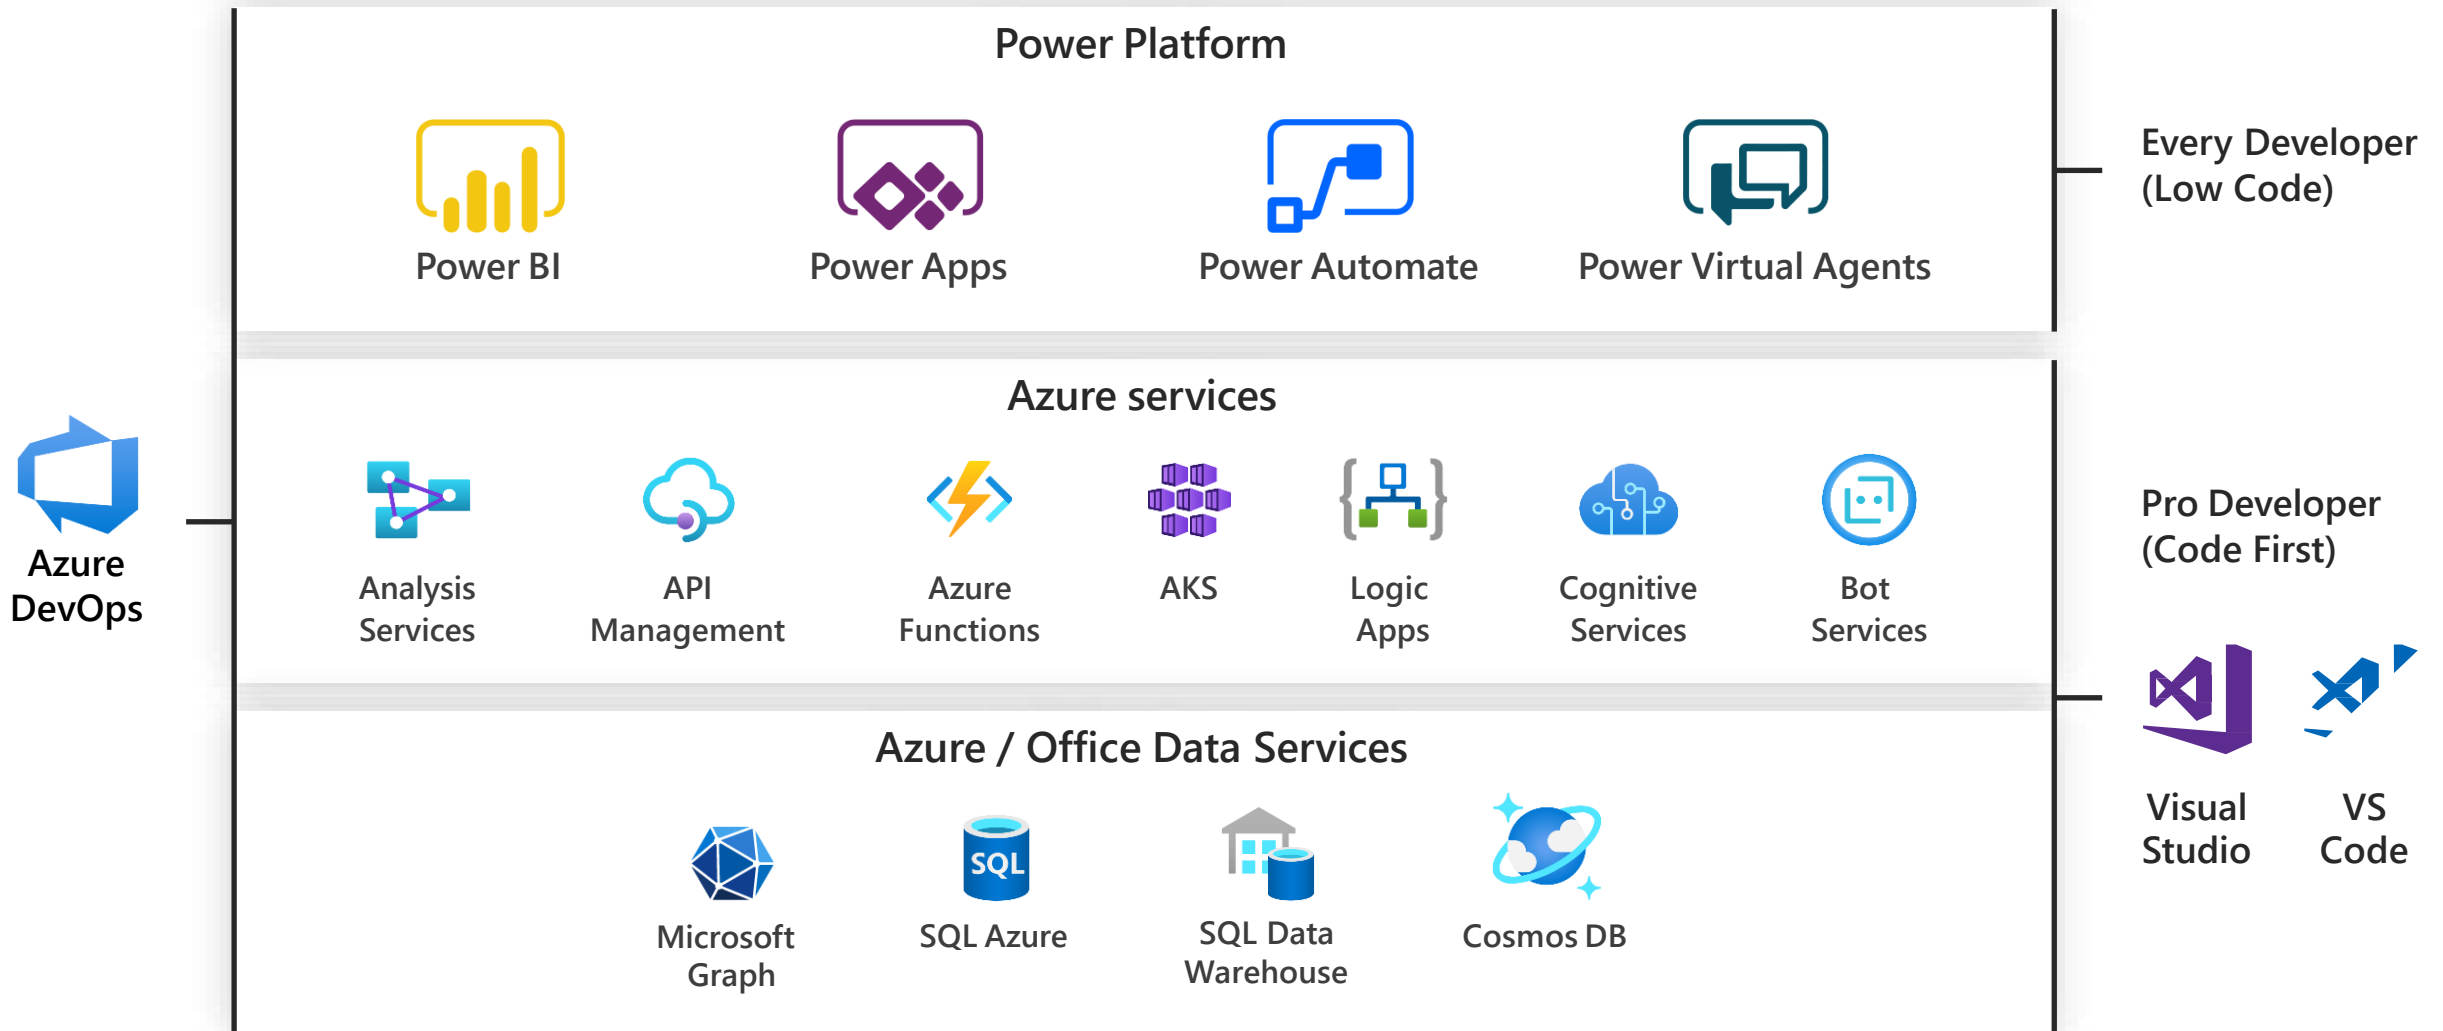 Power Platform
Power BI
Power Apps
Power Automate
Power Virtual Agents
Every Developer
(Low Code)
Azure services
Analysis
Services
API
Management
Azure
Functions
AKS
Logic
Apps
Cognitive
Services
Bot
Services
Azure
DevOps
Pro Developer
(Code First)
Visual
Studio
VS
Code
Azure / Office Data Services
Microsoft
Graph
SQL
SQL Azure
SQL Data
Warehouse
Cosmos DB